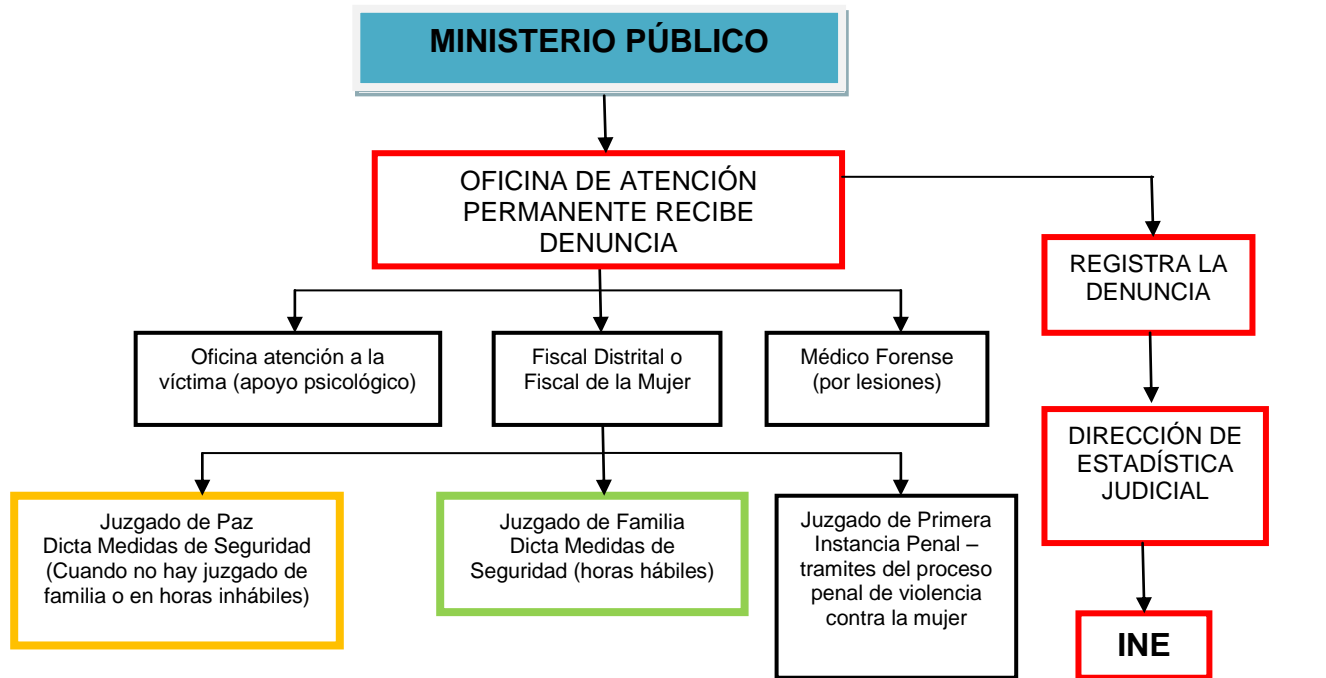 MINISTERIO PÚBLICO
OFICINA DE ATENCIÓN
PERMANENTE RECIBE
DENUNCIA
REGISTRA LA
DENUNCIA
Oficina atención a la
víctima (apoyo psicológico)
Fiscal Distrital o
Fiscal de la Mujer
Médico Forense
(por lesiones)
DIRECCIÓN DE
ESTADÍSTICA
JUDICIAL
Juzgado de Paz
Dicta Medidas de Seguridad
(Cuando no hay juzgado de
familia o en horas inhábiles)
Juzgado de Familia
Dicta Medidas de
Seguridad (horas hábiles)
Juzgado de Primera
Instancia Penal –
tramites del proceso
penal de violencia
contra la mujer
INE